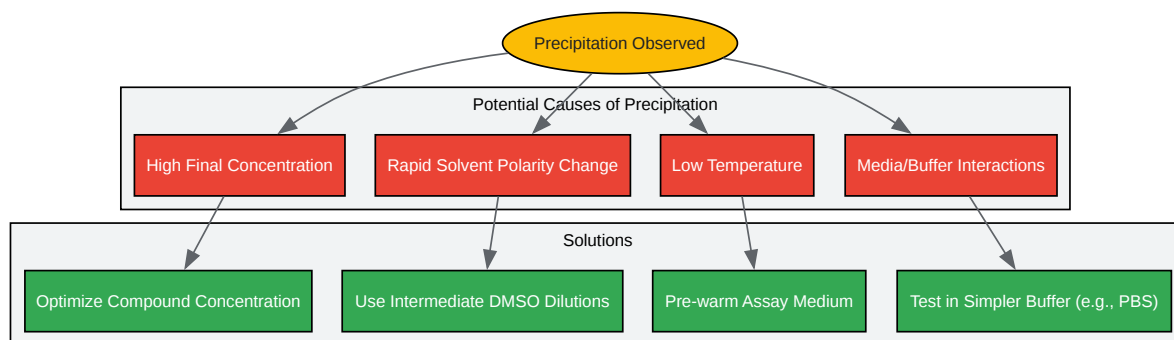 Precipitation Observed
Potential Causes of Precipitation
High Final Concentration
Rapid Solvent Polarity Change
Low Temperature
Media/Buffer Interactions
Solutions
Optimize Compound Concentration
Use Intermediate DMSO Dilutions
Pre-warm Assay Medium
Test in Simpler Buffer (e.g., PBS)